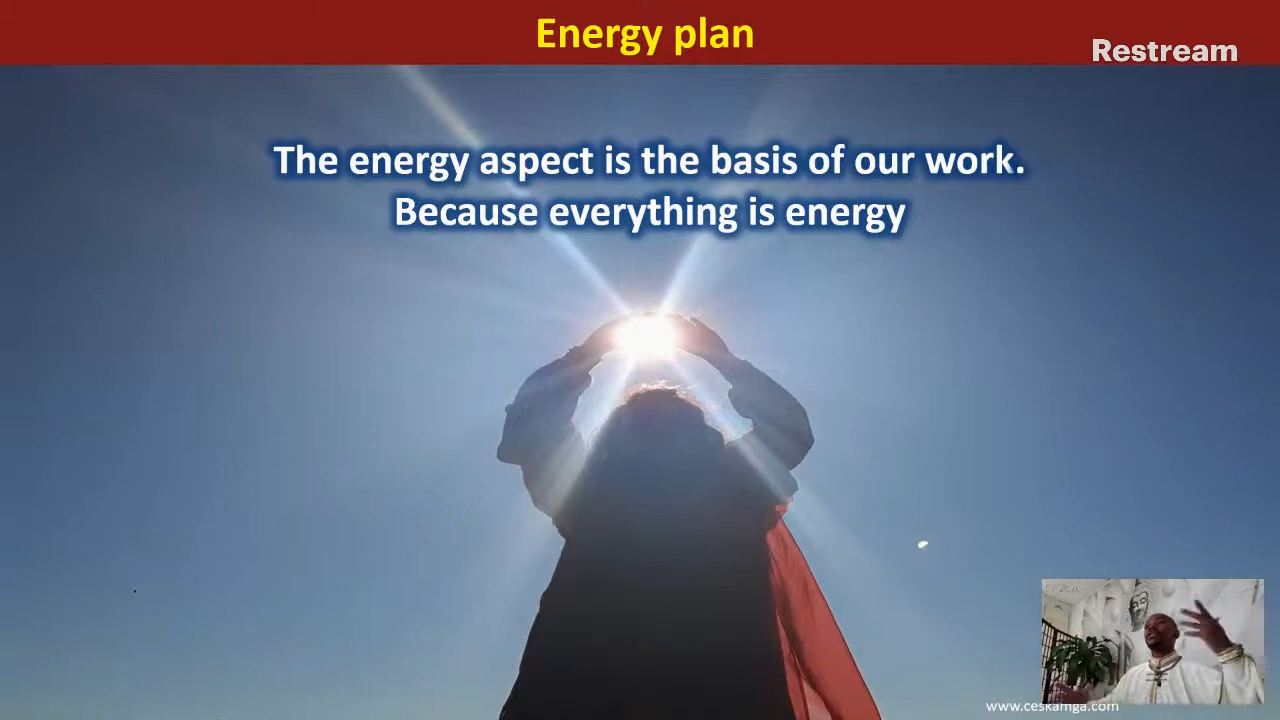 Energy plan
Restream
The energy aspect is the basis of our work.
Because everything is energy
www.ceskamga.com